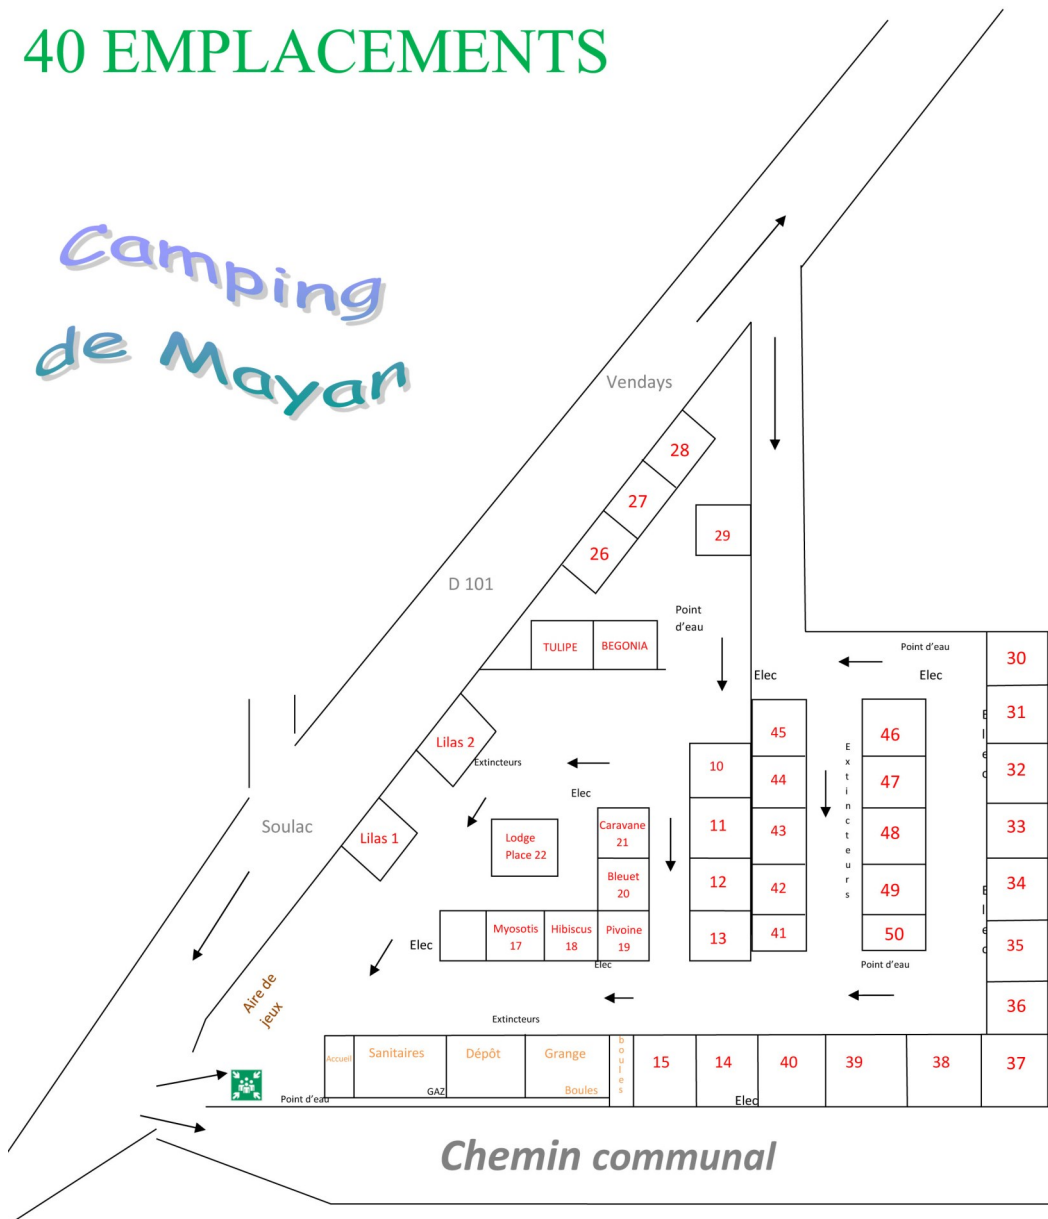 40 EMPLACEMENTS
Camping
de Mayan
Vendays
28
27
29
26
D 101
Point
d'eau
TULIPE
BEGONIA
Point d'eau
30
Elec
Elec
31
Elec
45
46
Lilas 2
Extincteurs
10
44
47
32
Elec
Extincteurs
Soulac
Lilas 1
Lodge
Place 22
Caravane
21
11
43
48
33
Bleuet
20
12
42
49
34
Elec
Elec
Myosotis
17
Hibiscus
18
Pivoine
19
13
41
50
35
Elec
Point d'eau
Aire de
jeux
36
Extincteurs
Accueil
Sanitaires
Dépôt
Grange
boules
15
14
40
39
38
37
GAZ
Boules
Point d'eau
Elec
Chemin communal